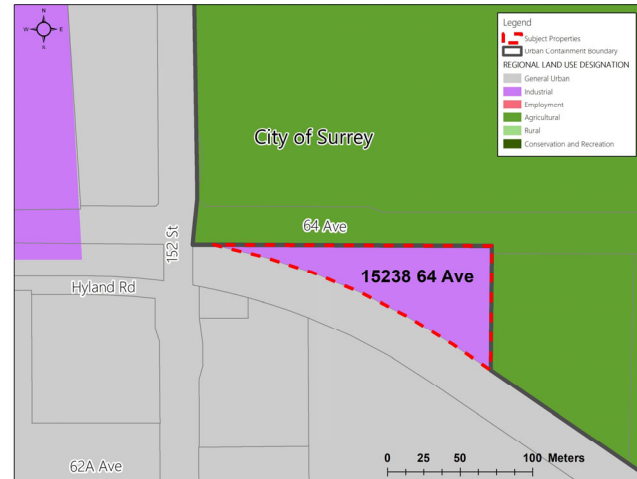 N
W
E
S
Legend
Subject Properties
Urban Containment Boundary
REGIONAL LAND USE DESIGNATION
General Urban
Industrial
Employment
Agricultural
Rural
Conservation and Recreation
City of Surrey
64 Ave
152 St
15238 64 Ave
Hyland Rd
62A Ave
0 25 50 100 Meters